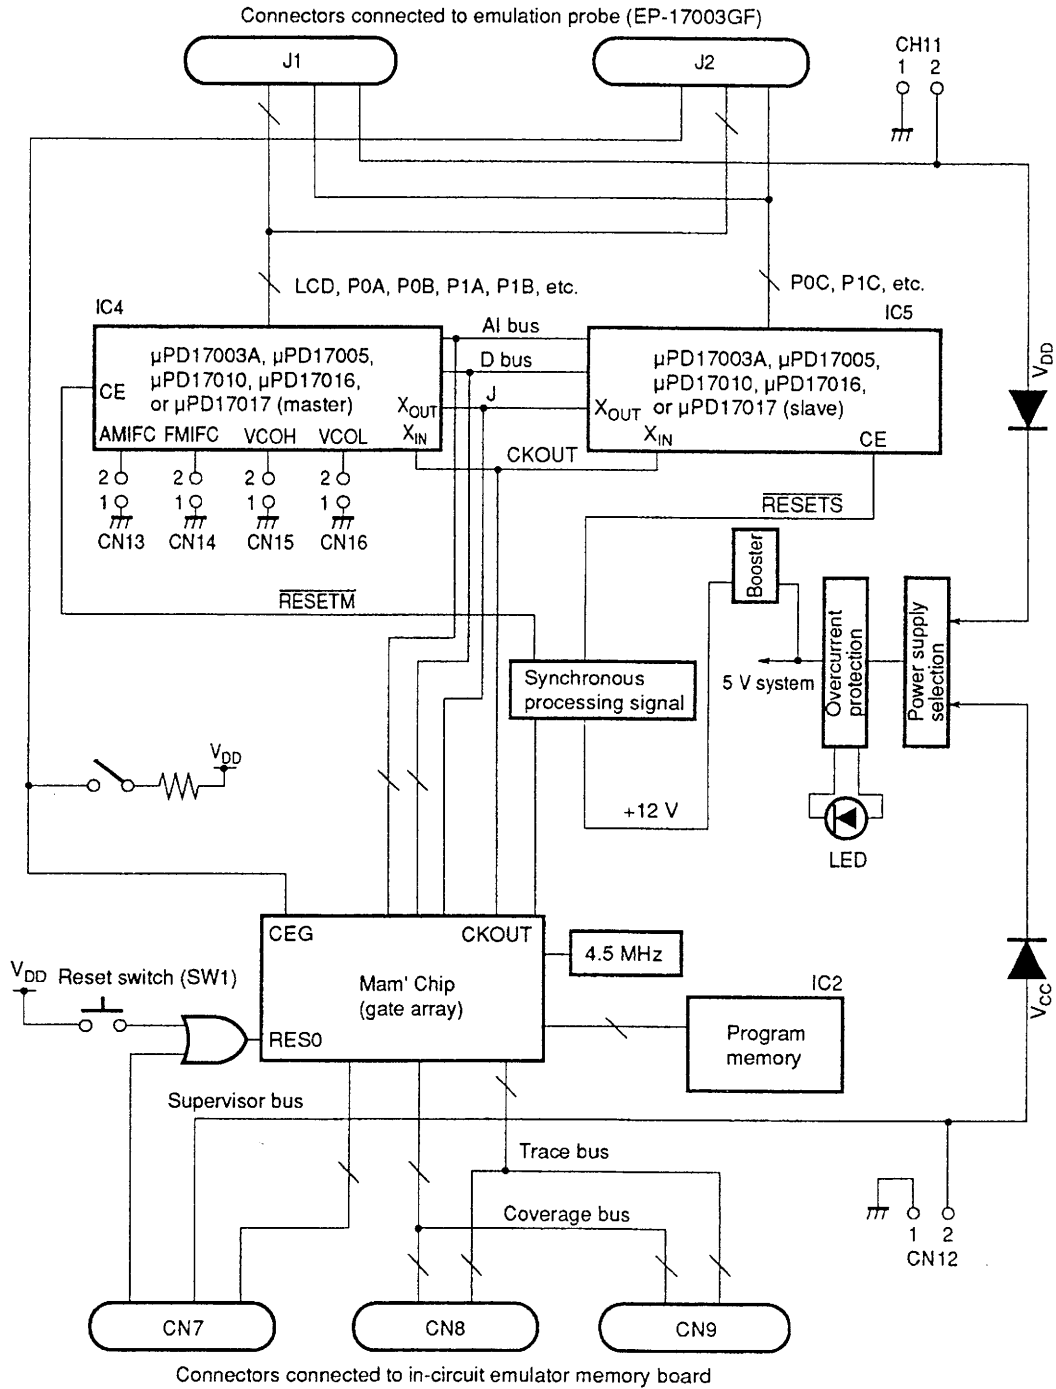 Connectors connected to emulation probe (EP-17003GF)
J1
J2
CH11
1 2
LCD, P0A, P0B, P1A, P1B, etc.
P0C, P1C, etc.
IC4
IC5
AI bus
µPD17003A, µPD17005,
µPD17010, µPD17016,
or µPD17017 (master)
CE
XOUT
XIN
AMIFC FMIFC VCOH VCOL
D bus
J
µPD17003A, µPD17005,
µPD17010, µPD17016,
or µPD17017 (slave)
XOUT
XIN
CE
VDD
CKOUT
2 2 2 2
1 1 1 1
CN13 CN14 CN15 CN16
RESETS
Booster
RESETM
Synchronous
processing signal
5 V system
Overcurrent
protection
Power supply
selection
VDD
+12 V
LED
CEG
CKOUT
4.5 MHz
Mam' Chip
(gate array)
RES0
VDD
Reset switch (SW1)
IC2
Program
memory
VCC
Supervisor bus
Trace bus
Coverage bus
1 2
CN12
CN7
CN8
CN9
Connectors connected to in-circuit emulator memory board